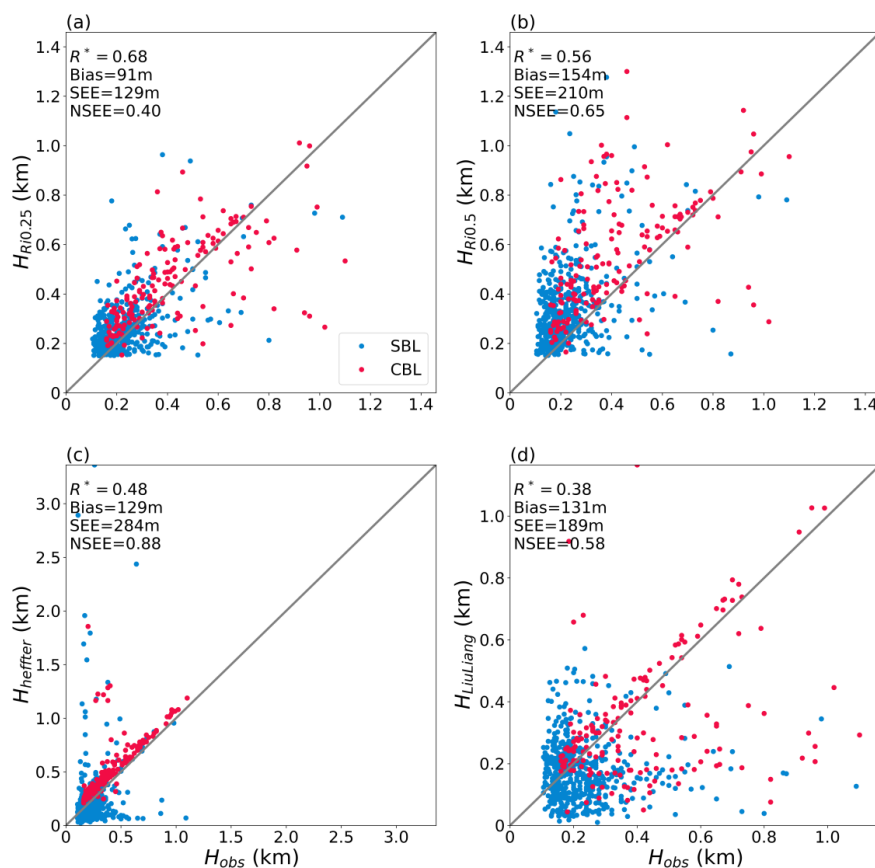 (a)
R* = 0.68
Bias=91m
SEE=129m
NSEE=0.40
H_Ri0.25 (km)
1.4
1.2
1.0
0.8
0.6
0.4
0.2
0
0 0.2 0.4 0.6 0.8 1.0 1.2 1.4
SBL
CBL
(b)
R* = 0.56
Bias=154m
SEE=210m
NSEE=0.65
H_Ri0.5 (km)
1.4
1.2
1.0
0.8
0.6
0.4
0.2
0
0 0.2 0.4 0.6 0.8 1.0 1.2 1.4
(c)
R* = 0.48
Bias=129m
SEE=284m
NSEE=0.88
H_heffter (km)
3.0
2.5
2.0
1.5
1.0
0.5
0
0 0.5 1.0 1.5 2.0 2.5 3.0
H_obs (km)
(d)
R* = 0.38
Bias=131m
SEE=189m
NSEE=0.58
H_LiuLiang (km)
1.0
0.8
0.6
0.4
0.2
0
0 0.2 0.4 0.6 0.8 1.0
H_obs (km)